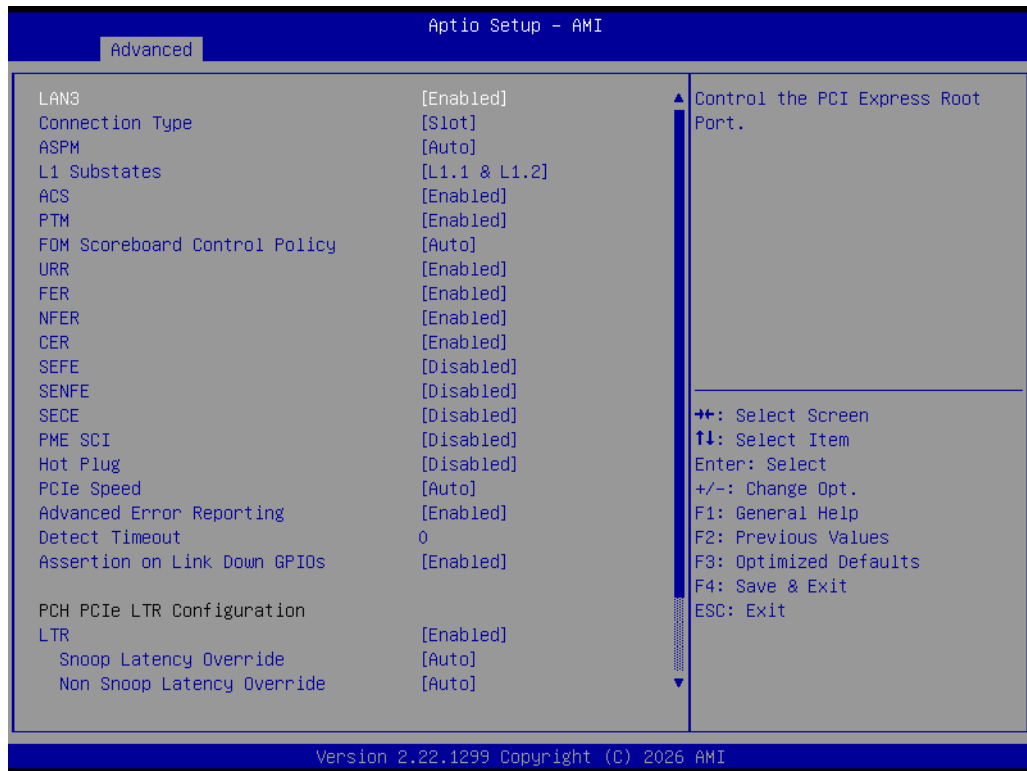 Aptio Setup – AMI
Advanced
LAN3 [Enabled]
Connection Type [Slot]
ASPM [Auto]
L1 Substates [L1.1 & L1.2]
ACS [Enabled]
PTM [Enabled]
FOM Scoreboard Control Policy [Auto]
URR [Enabled]
FER [Enabled]
NFER [Enabled]
CER [Enabled]
SEFE [Disabled]
SENFE [Disabled]
SECE [Disabled]
PME SCI [Disabled]
Hot Plug [Disabled]
PCIe Speed [Auto]
Advanced Error Reporting [Enabled]
Detect Timeout 0
Assertion on Link Down GPIOs [Enabled]
PCH PCIe LTR Configuration
LTR [Enabled]
Snoop Latency Override [Auto]
Non Snoop Latency Override [Auto]
Control the PCI Express Root
Port.
→←: Select Screen
↑↓: Select Item
Enter: Select
+/-: Change Opt.
F1: General Help
F2: Previous Values
F3: Optimized Defaults
F4: Save & Exit
ESC: Exit
Version 2.22.1299 Copyright (C) 2026 AMI